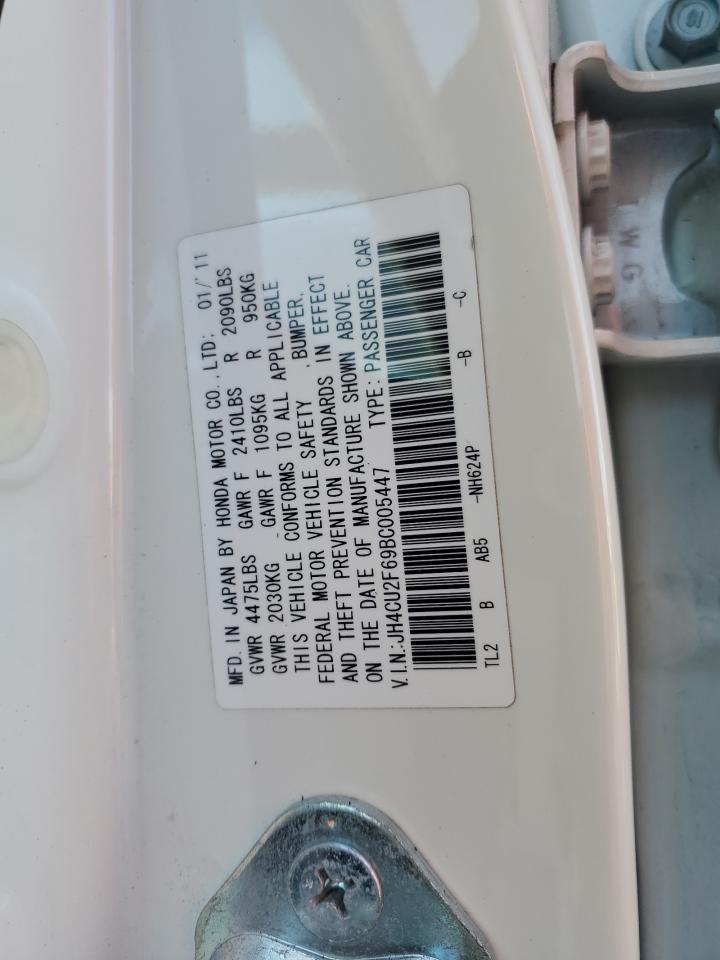 MFD. IN JAPAN BY HONDA MOTOR CO., LTD; 01/'11
GVWR 4475LBS GAWR F 2410LBS R 2090LBS
GVWR 2030KG GAWR F 1095KG R 950KG
THIS VEHICLE CONFORMS TO ALL APPLICABLE
FEDERAL MOTOR VEHICLE SAFETY , BUMPER,
AND THEFT PREVENTION STANDARDS IN EFFECT
ON THE DATE OF MANUFACTURE SHOWN ABOVE.
V.I.N.:JH4CU2F69BC005447 TYPE:PASSENGER CAR
TL2 B AB5 -NH624P -B -C
W G